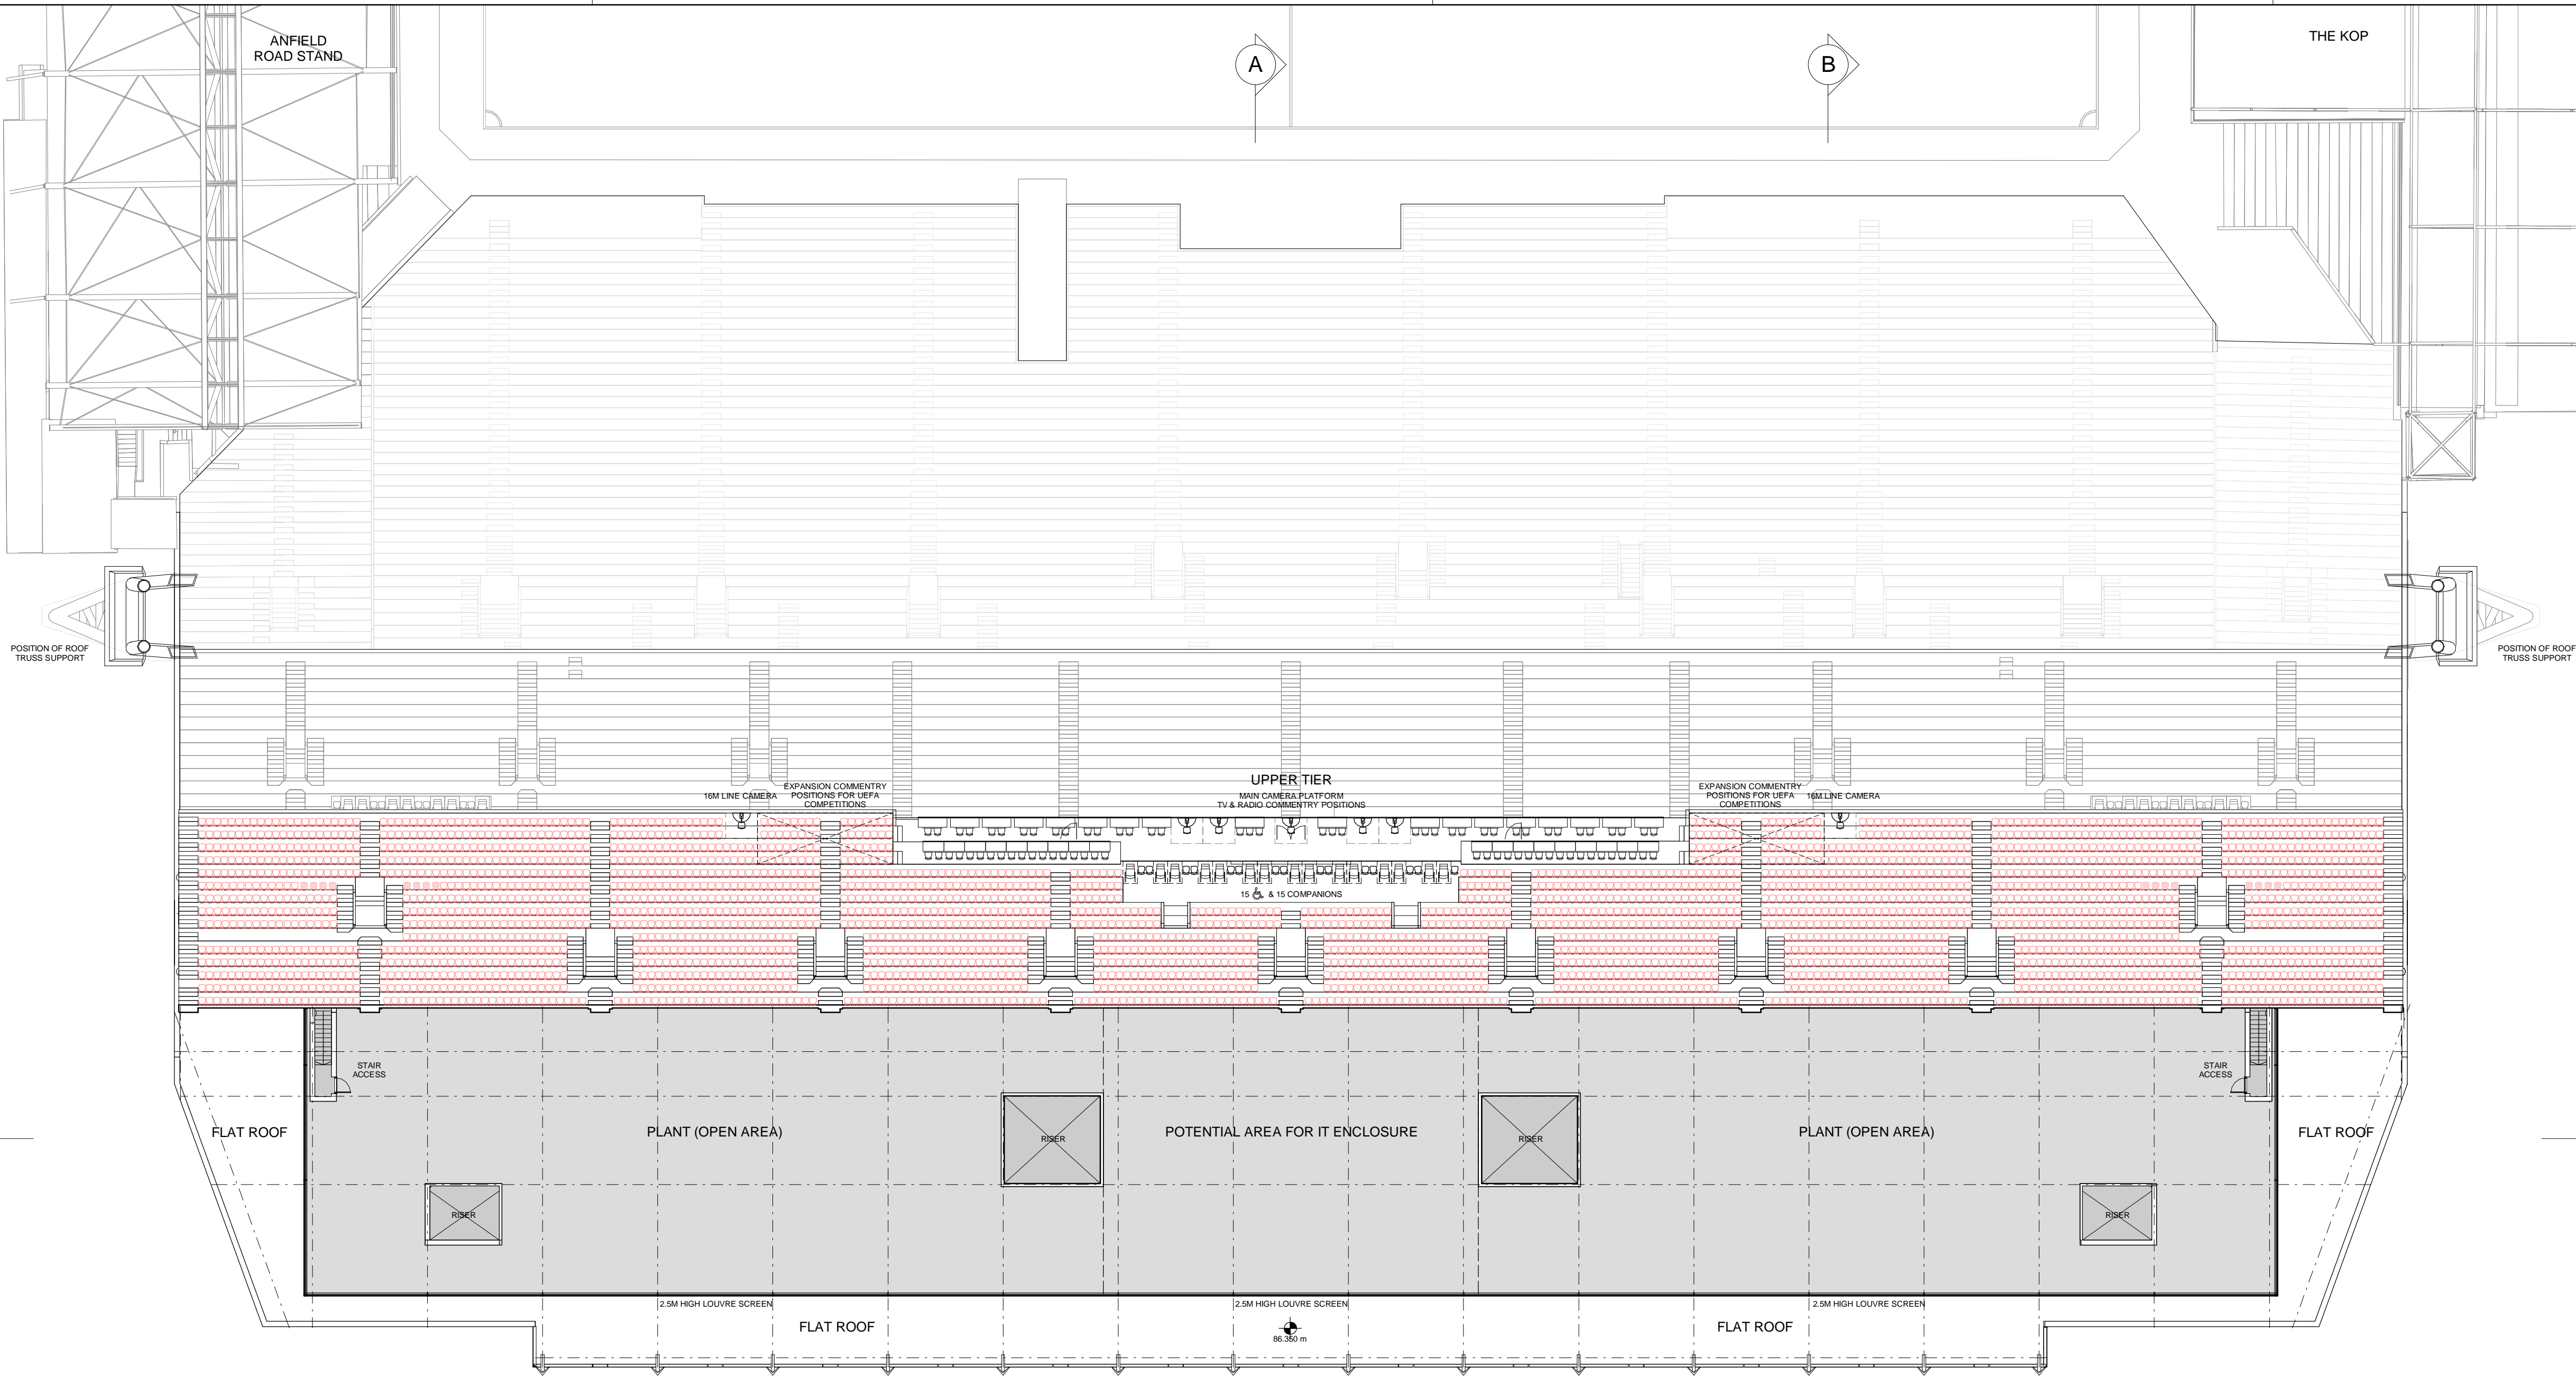 ANFIELD
ROAD STAND
A
B
THE KOP
POSITION OF ROOF
TRUSS SUPPORT
POSITION OF ROOF
TRUSS SUPPORT
UPPER TIER
MAIN CAMERA PLATFORM
TV & RADIO COMMENTRY POSITIONS
16M LINE CAMERA
EXPANSION COMMENTRY
POSITIONS FOR UEFA
COMPETITIONS
EXPANSION COMMENTRY
POSITIONS FOR UEFA
COMPETITIONS
16M LINE CAMERA
15 & 15 COMPANIONS
STAIR
ACCESS
STAIR
ACCESS
FLAT ROOF
PLANT (OPEN AREA)
RISER
POTENTIAL AREA FOR IT ENCLOSURE
RISER
PLANT (OPEN AREA)
FLAT ROOF
RISER
RISER
2.5M HIGH LOUVRE SCREEN
2.5M HIGH LOUVRE SCREEN
2.5M HIGH LOUVRE SCREEN
FLAT ROOF
86.350 m
FLAT ROOF